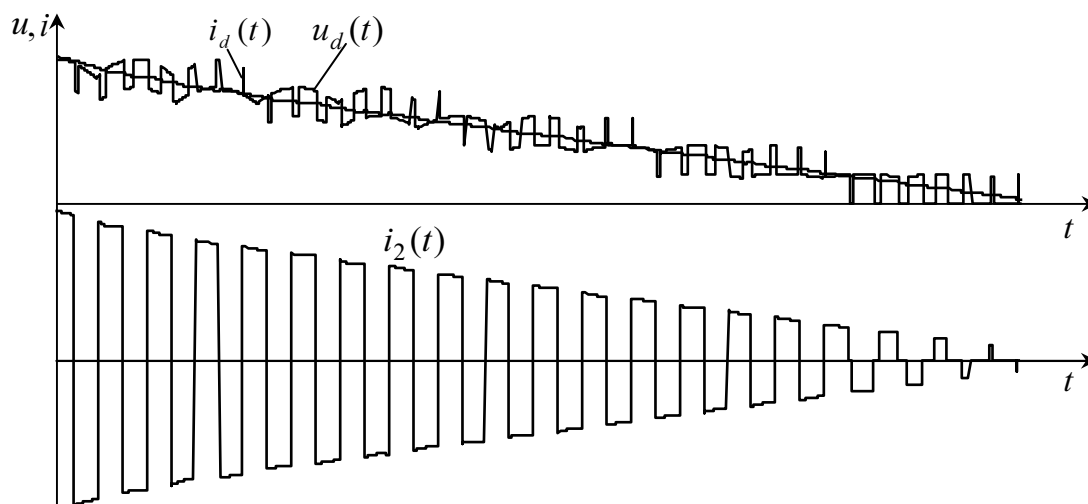 u, i
i_d(t)
u_d(t)
t
i_2(t)
t